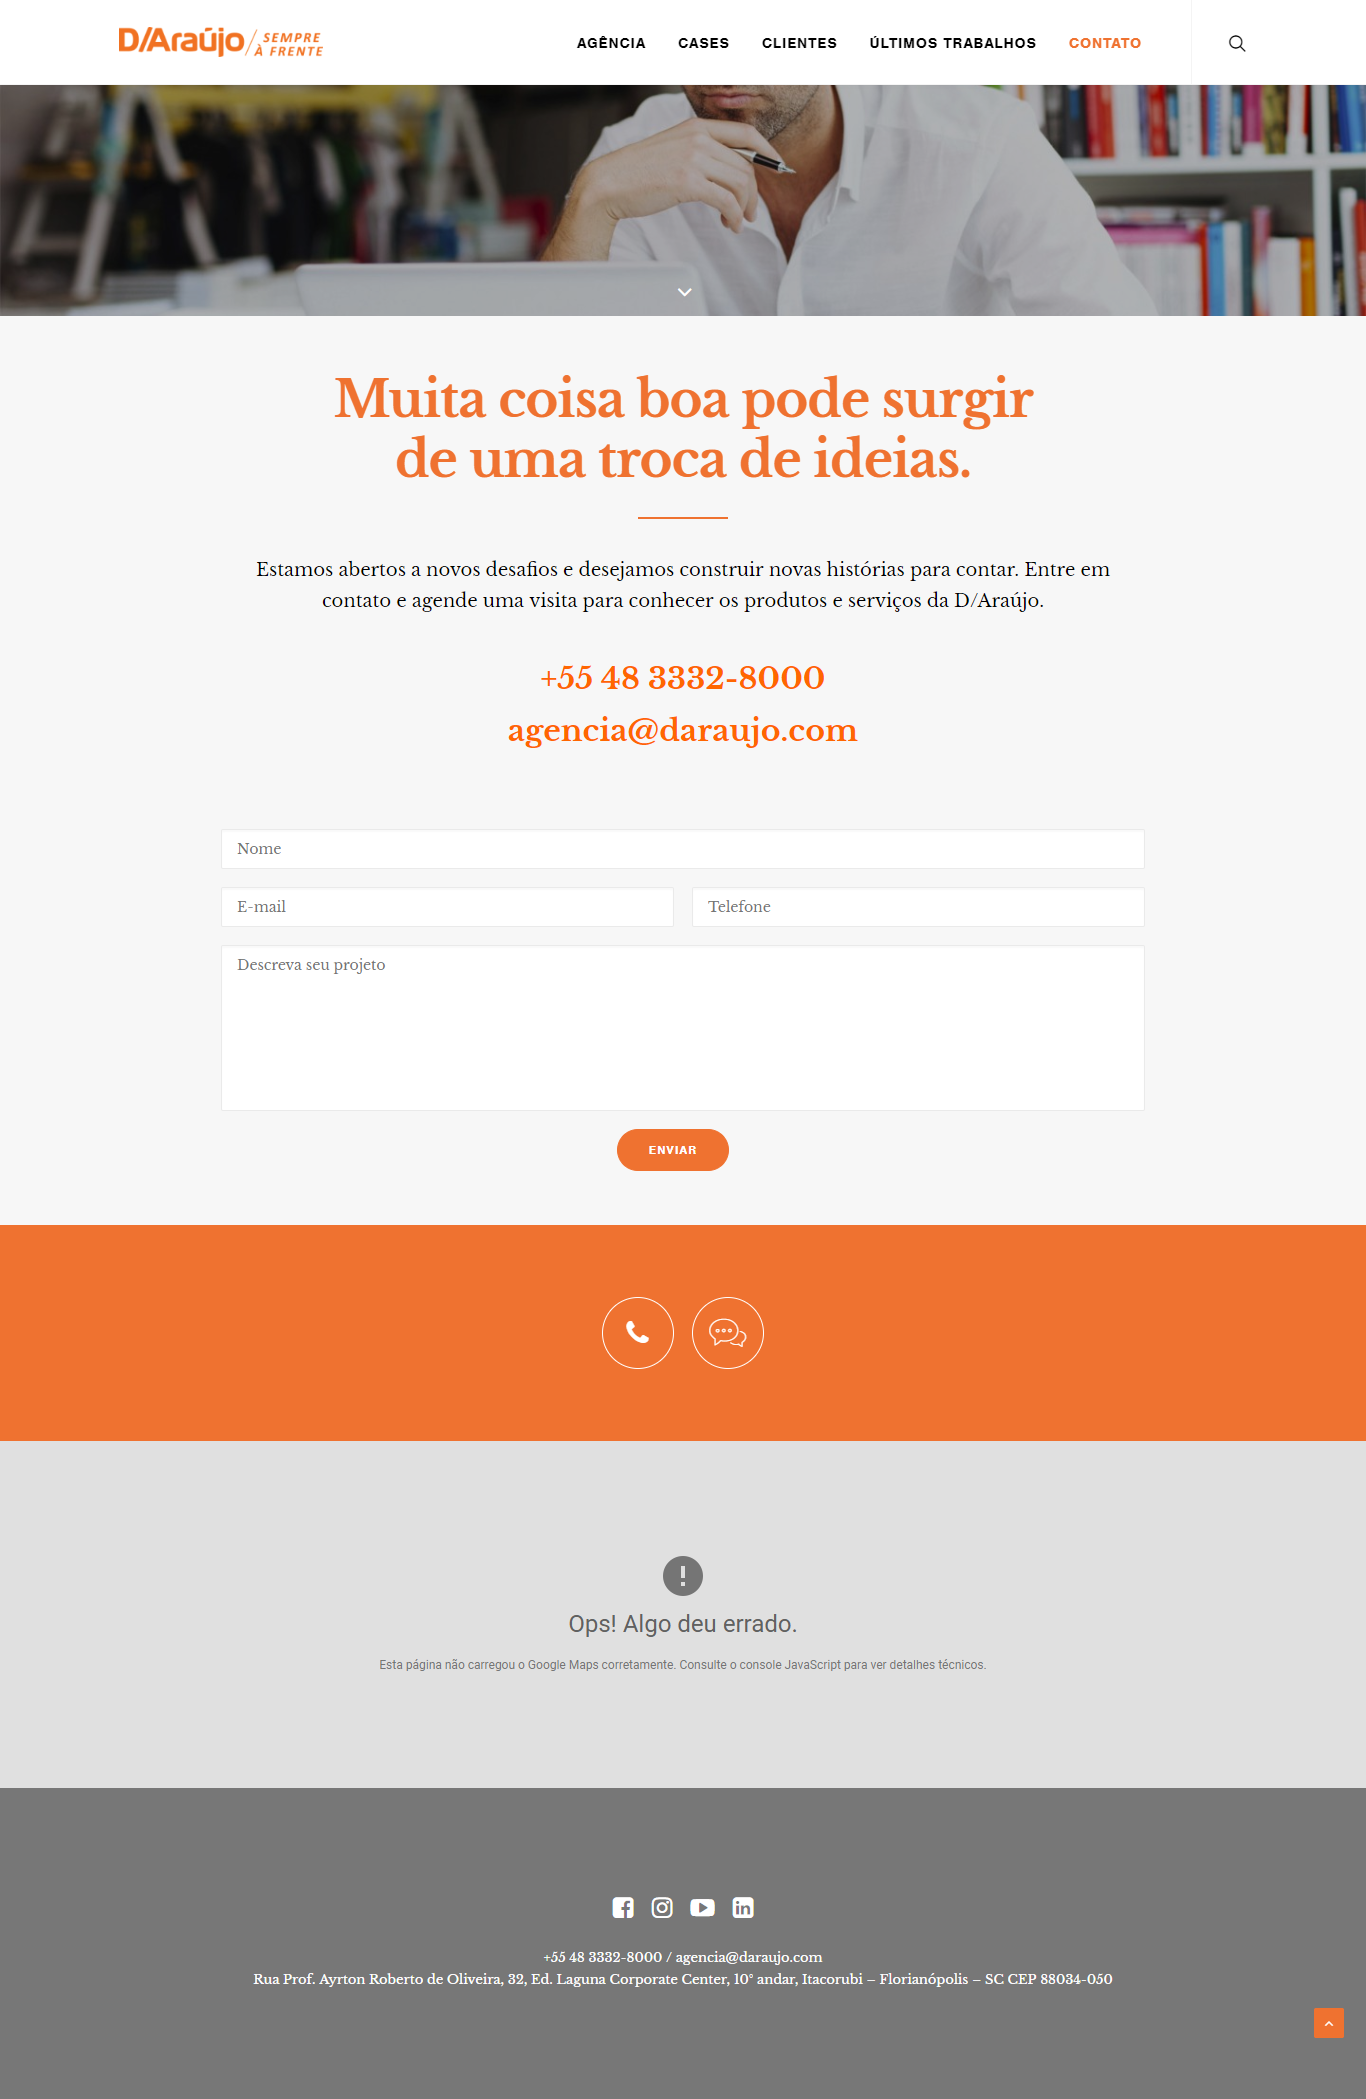 D/Araújo SEMPRE
À FRENTE
AGÊNCIA CASES CLIENTES ÚLTIMOS TRABALHOS CONTATO
Muita coisa boa pode surgir
de uma troca de ideias.
Estamos abertos a novos desafios e desejamos construir novas histórias para contar. Entre em
contato e agende uma visita para conhecer os produtos e serviços da D/Araújo.
+55 48 3332-8000
agencia@daraujo.com
Nome
E-mail Telefone
Descreva seu projeto
ENVIAR
Ops! Algo deu errado.
Esta página não carregou o Google Maps corretamente. Consulte o console JavaScript para ver detalhes técnicos.
+55 48 3332-8000 / agencia@daraujo.com
Rua Prof. Ayrton Roberto de Oliveira, 32, Ed. Laguna Corporate Center, 10° andar, Itacorubi – Florianópolis – SC CEP 88034-050